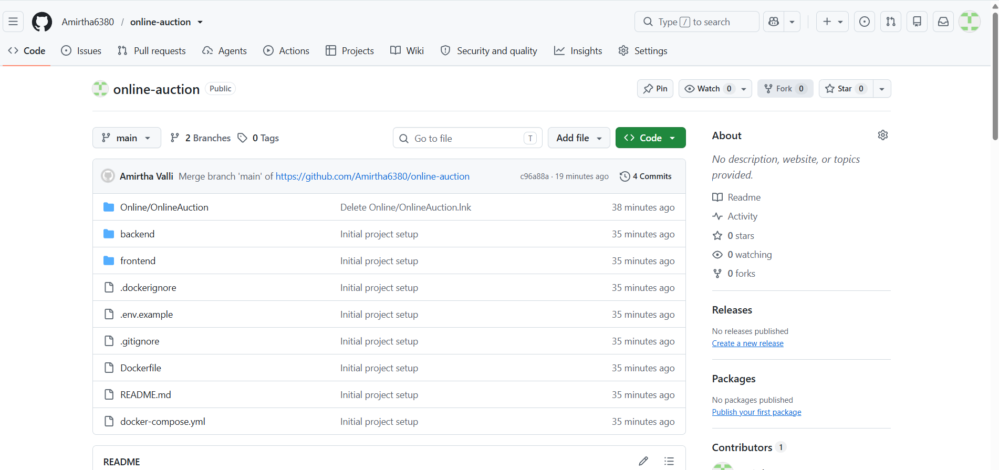 Amirtha6380 / online-auction
Type / to search
Code Issues Pull requests Agents Actions Projects Wiki Security and quality Insights Settings
online-auction Public
Pin Watch 0 Fork 0 Star 0
main 2 Branches 0 Tags
Go to file T
Add file Code
Amirtha Valli Merge branch 'main' of https://github.com/Amirtha6380/online-auction c96a88a · 19 minutes ago 4 Commits
Online/OnlineAuction Delete Online/OnlineAuction.lnk 38 minutes ago
backend Initial project setup 35 minutes ago
frontend Initial project setup 35 minutes ago
.dockerignore Initial project setup 35 minutes ago
.env.example Initial project setup 35 minutes ago
.gitignore Initial project setup 35 minutes ago
Dockerfile Initial project setup 35 minutes ago
README.md Initial project setup 35 minutes ago
docker-compose.yml Initial project setup 35 minutes ago
README
About
No description, website, or topics
provided.
Readme
Activity
0 stars
0 watching
0 forks
Releases
No releases published
Create a new release
Packages
No packages published
Publish your first package
Contributors 1